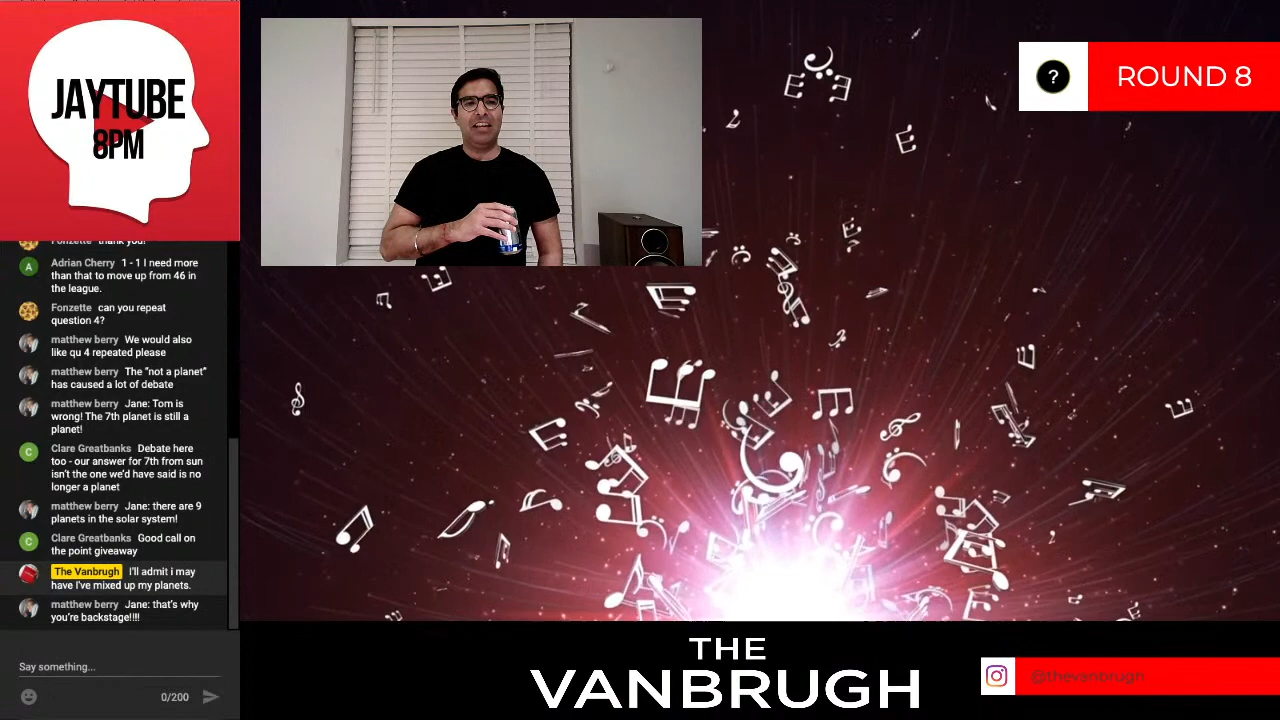 JAYTUBE
8PM
Fonzette thank you!
Adrian Cherry 1 - 1 I need more
than that to move up from 46 in
the league.
Fonzette can you repeat
question 4?
matthew berry We would also
like qu 4 repeated please
matthew berry The “not a planet”
has caused a lot of debate
matthew berry Jane: Tom is
wrong! The 7th planet is still a
planet!
Clare Greatbanks Debate here
too - our answer for 7th from sun
isn’t the one we’d have said is no
longer a planet
matthew berry Jane: there are 9
planets in the solar system!
Clare Greatbanks Good call on
the point giveaway
The Vanbrugh I'll admit i may
have I've mixed up my planets.
matthew berry Jane: that’s why
you’re backstage!!!!
Say something...
0/200
?
ROUND 8
THE
VANBRUGH
@thevanbrugh